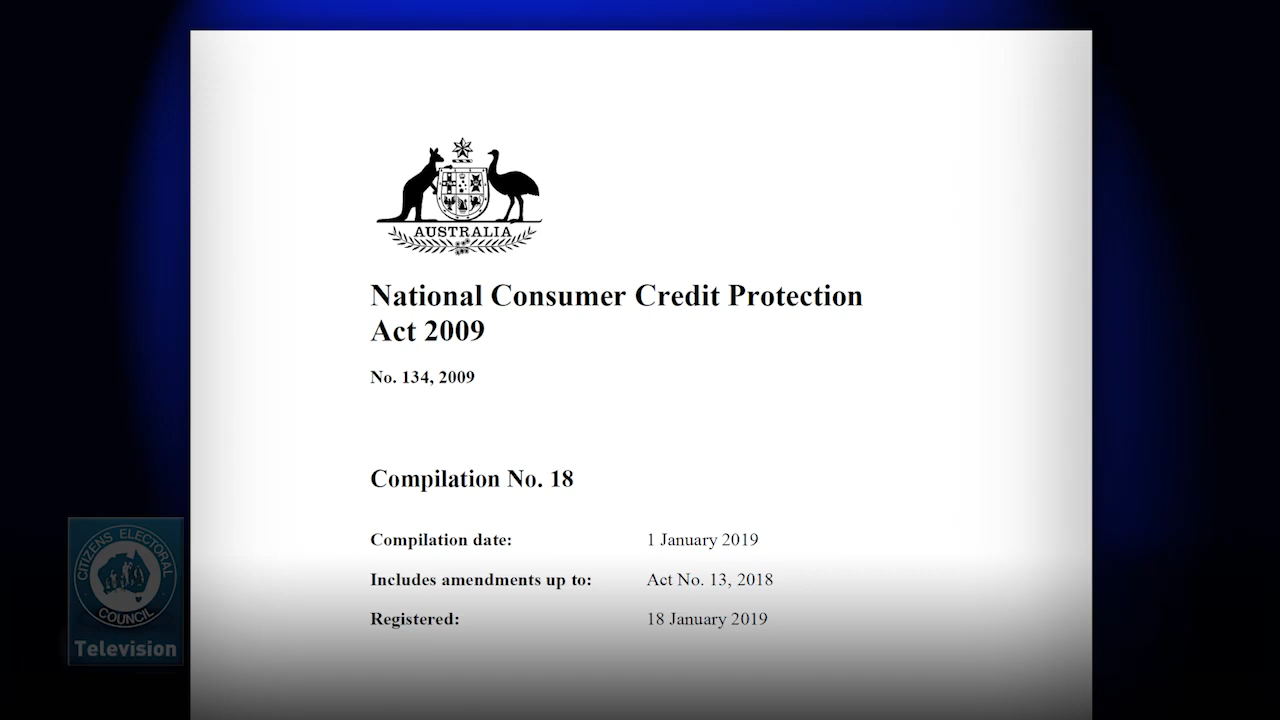 AUSTRALIA
National Consumer Credit Protection
Act 2009
No. 134, 2009
Compilation No. 18
Compilation date: 1 January 2019
Includes amendments up to: Act No. 13, 2018
Registered: 18 January 2019
CITIZENS ELECTORAL
COUNCIL
Television